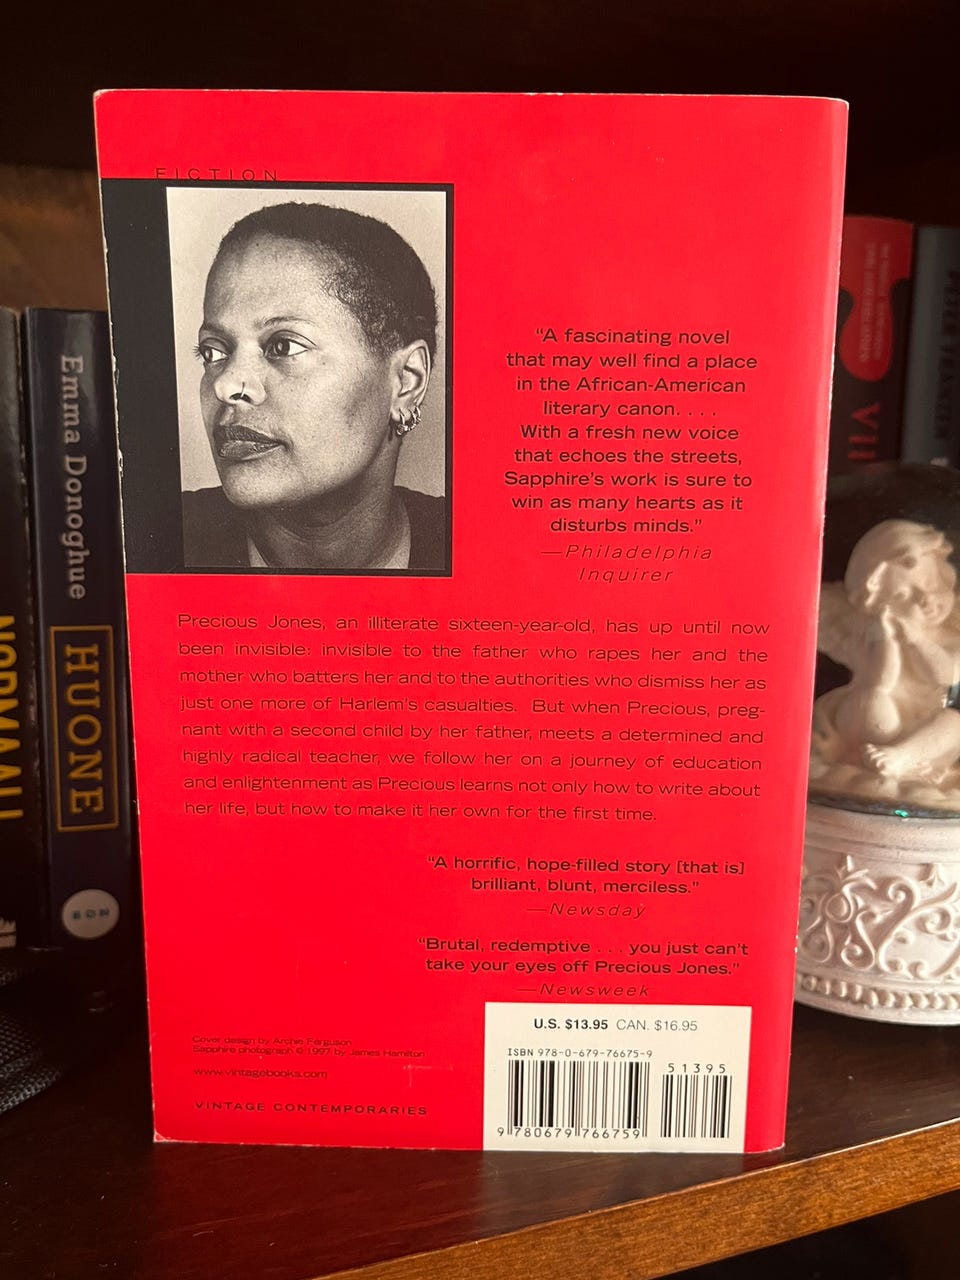 FICTION
“A fascinating novel
that may well find a place
in the African-American
literary canon. . . .
With a fresh new voice
that echoes the streets,
Sapphire’s work is sure to
win as many hearts as it
disturbs minds.”
—Philadelphia
Inquirer
Precious Jones, an illiterate sixteen-year-old, has up until now
been invisible: invisible to the father who rapes her and the
mother who batters her and to the authorities who dismiss her as
just one more of Harlem’s casualties. But when Precious, preg-
nant with a second child by her father, meets a determined and
highly radical teacher, we follow her on a journey of education
and enlightenment as Precious learns not only how to write about
her life, but how to make it her own for the first time.
“A horrific, hope-filled story [that is]
brilliant, blunt, merciless.”
—Newsday
“Brutal, redemptive . . . you just can’t
take your eyes off Precious Jones.”
—Newsweek
U.S. $13.95 CAN. $16.95
ISBN 978-0-679-76675-9
51395
9 780679 766759
Cover design by Archie Ferguson
Sapphire photograph © 1997 by James Hamilton
www.vintagebooks.com
VINTAGE CONTEMPORARIES
Emma Donoghue
HUONE